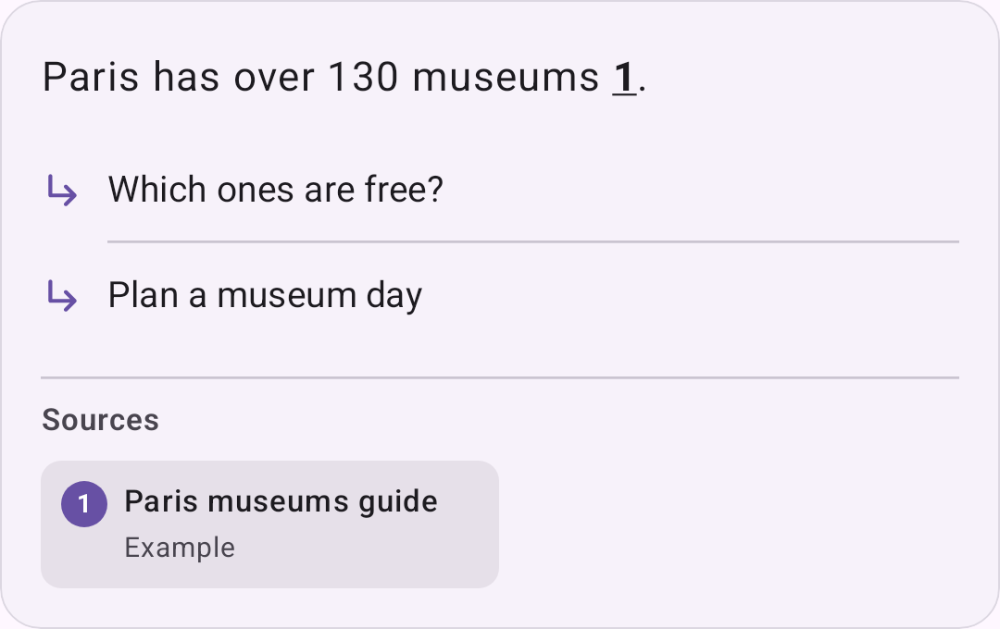 Paris has over 130 museums 1.
Which ones are free?
Plan a museum day
Sources
1 Paris museums guide
Example